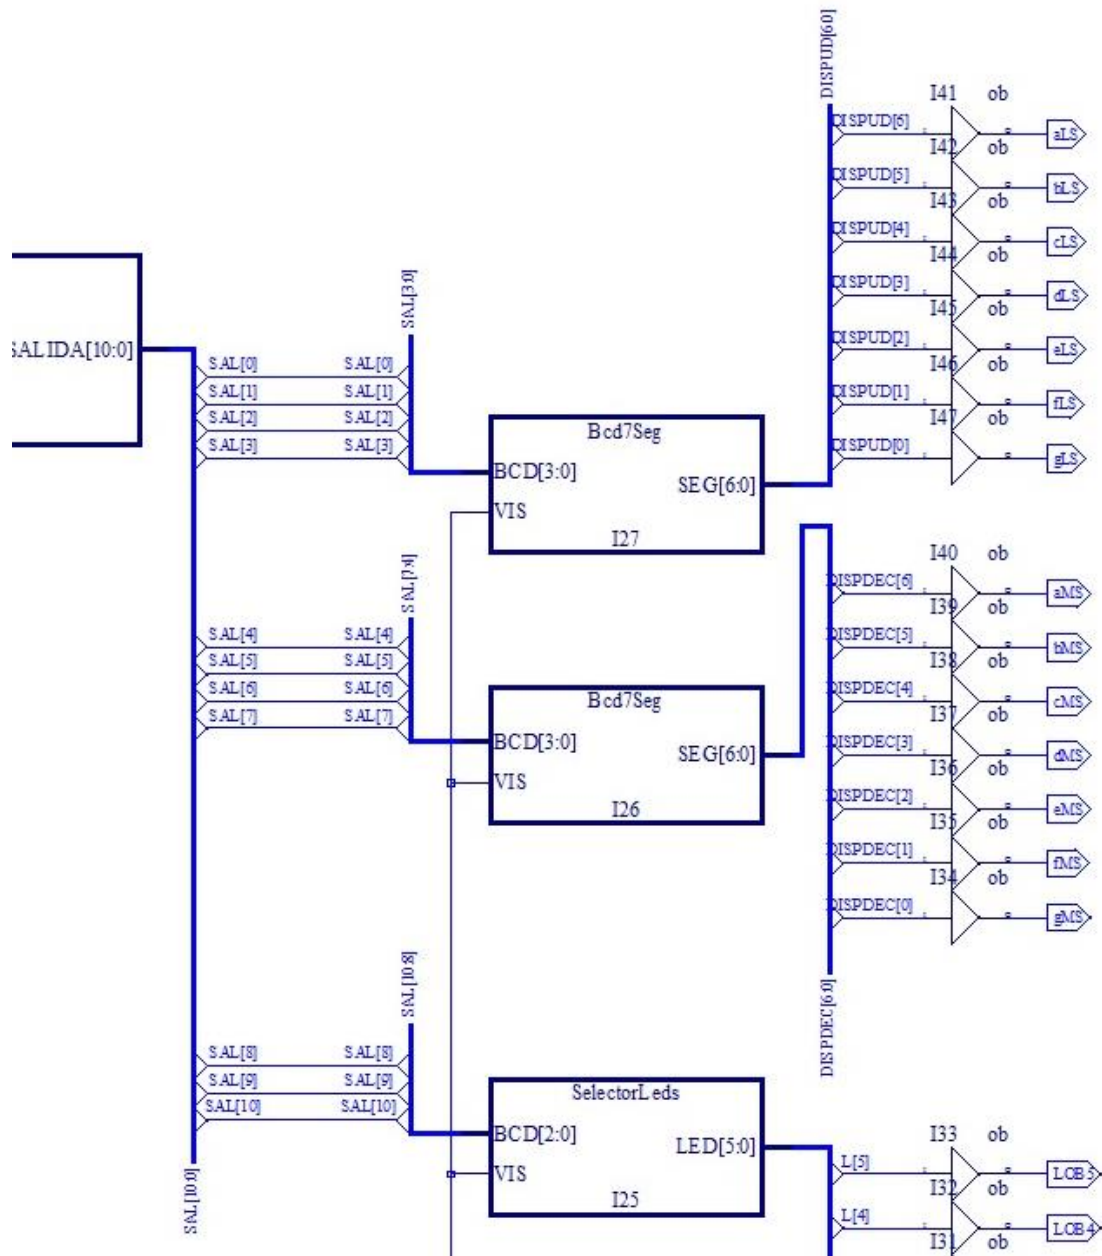 DISPUD[6:0]
I41 ob
DISPUD[6] aLS
I42 ob
DISPUD[5] bLS
I43 ob
DISPUD[4] cLS
I44 ob
DISPUD[3] dLS
I45 ob
DISPUD[2] eLS
I46 ob
DISPUD[1] fLS
I47 ob
DISPUD[0] gLS
SALIDA[10:0]
SAL[3:0]
SAL[0] SAL[0]
SAL[1] SAL[1]
SAL[2] SAL[2]
SAL[3] SAL[3]
Bcd7Seg
BCD[3:0]
SEG[6:0]
VIS
I27
SAL[7:4]
SAL[4] SAL[4]
SAL[5] SAL[5]
SAL[6] SAL[6]
SAL[7] SAL[7]
Bcd7Seg
BCD[3:0]
SEG[6:0]
VIS
I26
I40 ob
DISPDEC[6] aMS
I39 ob
DISPDEC[5] bMS
I38 ob
DISPDEC[4] cMS
I37 ob
DISPDEC[3] dMS
I36 ob
DISPDEC[2] eMS
I35 ob
DISPDEC[1] fMS
I34 ob
DISPDEC[0] gMS
DISPDEC[6:0]
SAL[10:8]
SAL[8] SAL[8]
SAL[9] SAL[9]
SAL[10] SAL[10]
SAL[10:0]
SelectorLeds
BCD[2:0]
LED[5:0]
VIS
I25
I33 ob
L[5] LOB5
I32 ob
L[4] LOB4
I31 ob